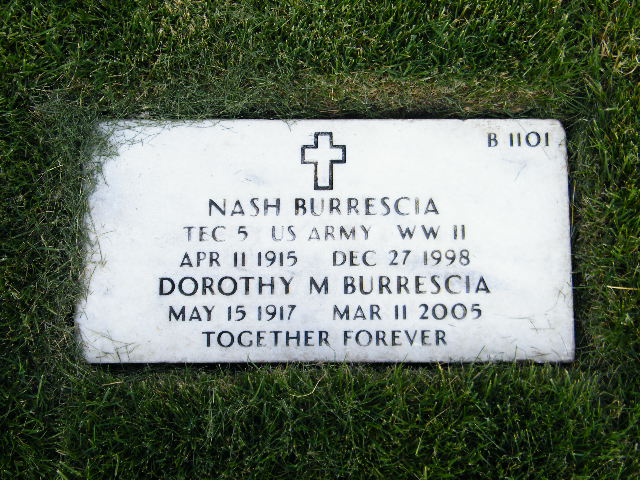 B 1101
NASH BURRESCIA
TEC 5 US ARMY WW II
APR 11 1915 DEC 27 1998
DOROTHY M BURRESCIA
MAY 15 1917 MAR 11 2005
TOGETHER FOREVER